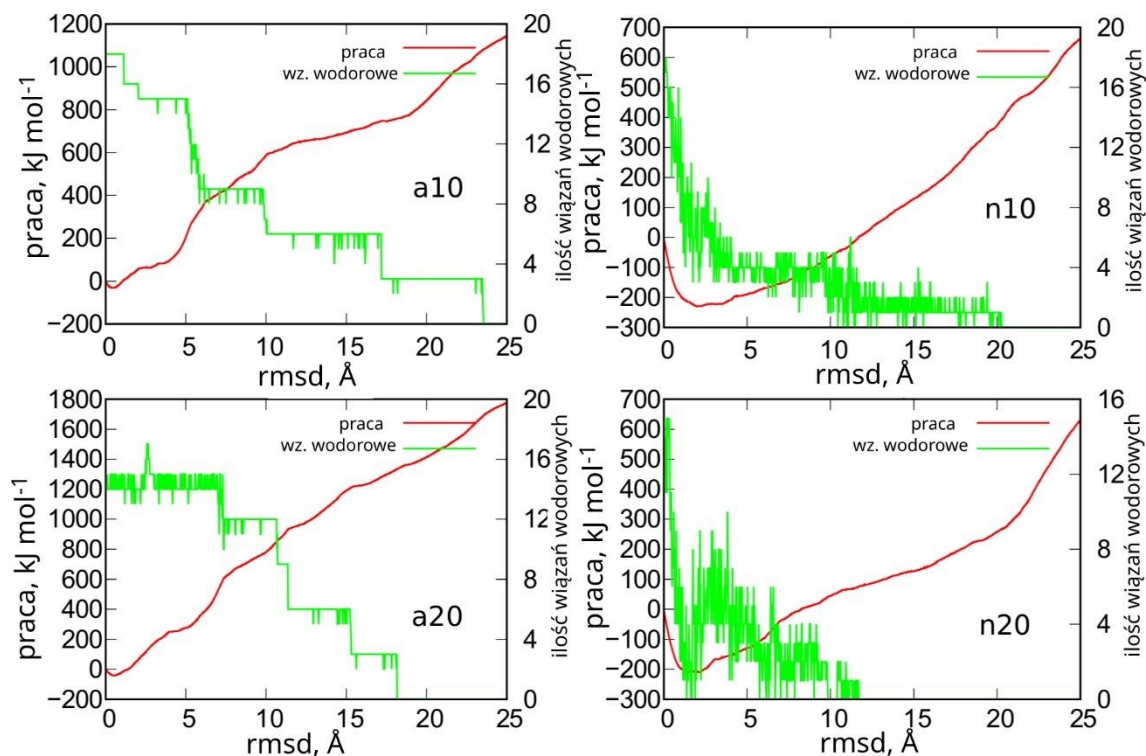 1200
1000
800
600
400
200
0
−200
20
16
12
8
4
0
praca
wz. wodorowe
a10
praca, kJ mol⁻¹
ilość wiązań wodorowych
0 5 10 15 20 25
rmsd, Å
700
600
500
400
300
200
100
0
−100
−200
−300
20
16
12
8
4
0
praca
wz. wodorowe
n10
praca, kJ mol⁻¹
ilość wiązań wodorowych
0 5 10 15 20 25
rmsd, Å
1800
1600
1400
1200
1000
800
600
400
200
0
−200
20
16
12
8
4
0
praca
wz. wodorowe
a20
praca, kJ mol⁻¹
ilość wiązań wodorowych
0 5 10 15 20 25
rmsd, Å
700
600
500
400
300
200
100
0
−100
−200
−300
16
12
8
4
0
praca
wz. wodorowe
n20
praca, kJ mol⁻¹
ilość wiązań wodorowych
0 5 10 15 20 25
rmsd, Å